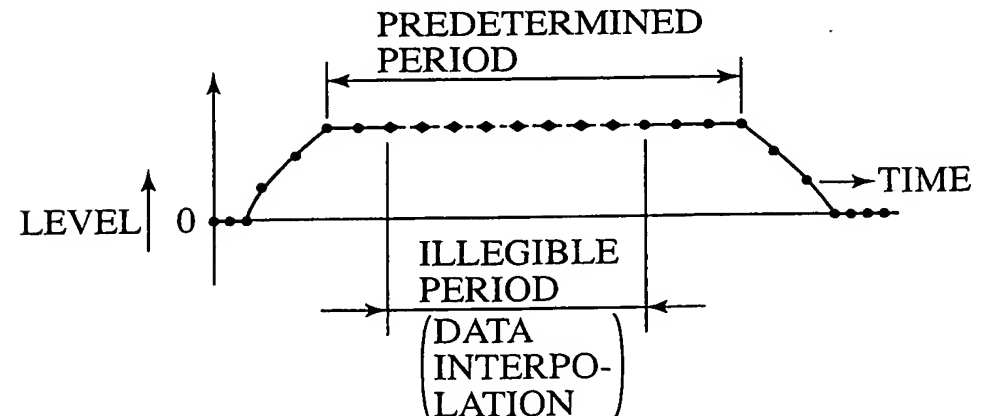 PREDETERMINED
PERIOD
TIME
LEVEL 0
ILLEGIBLE
PERIOD
(DATA
INTERPO-
LATION)